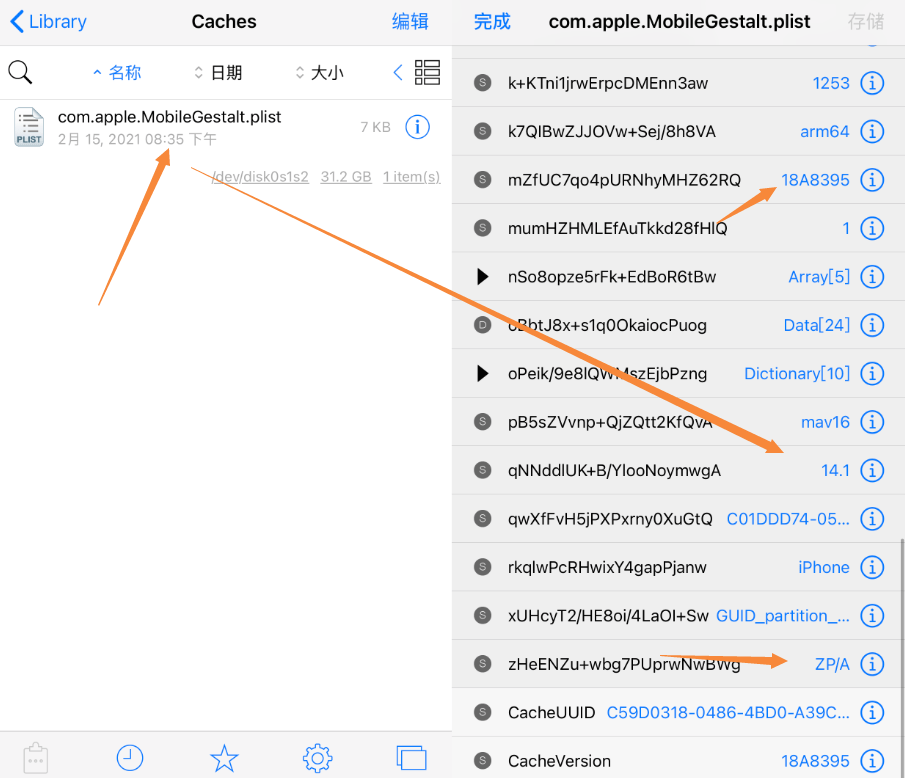 Library
Caches
编辑
名称
日期
大小
com.apple.MobileGestalt.plist
2月 15, 2021 08:35 下午
7 KB
PLIST
/dev/disk0s1s2 31.2 GB 1 item(s)
完成
com.apple.MobileGestalt.plist
存储
k+KTni1jrwErpcDMEnn3aw 1253
k7QIBwZJJOVw+Sej/8h8VA arm64
mZfUC7qo4pURNhyMHZ62RQ 18A8395
mumHZHMLEfAuTkkd28fHlQ 1
nSo8opze5rFk+EdBoR6tBw Array[5]
oBbtJ8x+s1q0OkaiocPuog Data[24]
oPeik/9e8lQWMszEjbPzng Dictionary[10]
pB5sZVvnp+QjZQtt2KfQvA mav16
qNNddlUK+B/YlooNoymwgA 14.1
qwXfFvH5jPXPxrny0XuGtQ C01DDD74-05...
rkqlwPcRHwixY4gapPjanw iPhone
xUHcyT2/HE8oi/4LaOI+Sw GUID_partition_...
zHeENZu+wbg7PUprwNwBWg ZP/A
CacheUUID C59D0318-0486-4BD0-A39C...
CacheVersion 18A8395